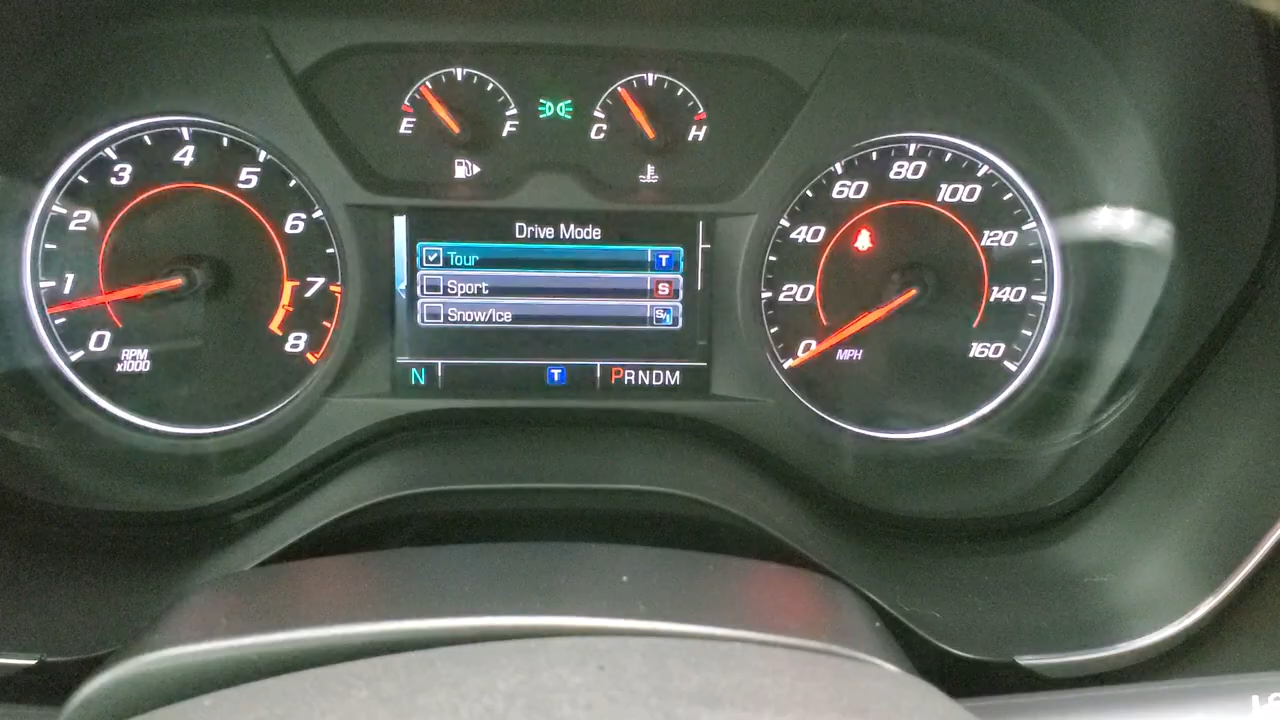 E F
C H
0 1 2 3 4 5 6 7 8
RPM
x1000
Drive Mode
Tour T
Sport S
Snow/Ice S/I
N T PRNDM
0 20 40 60 80 100 120 140 160
MPH